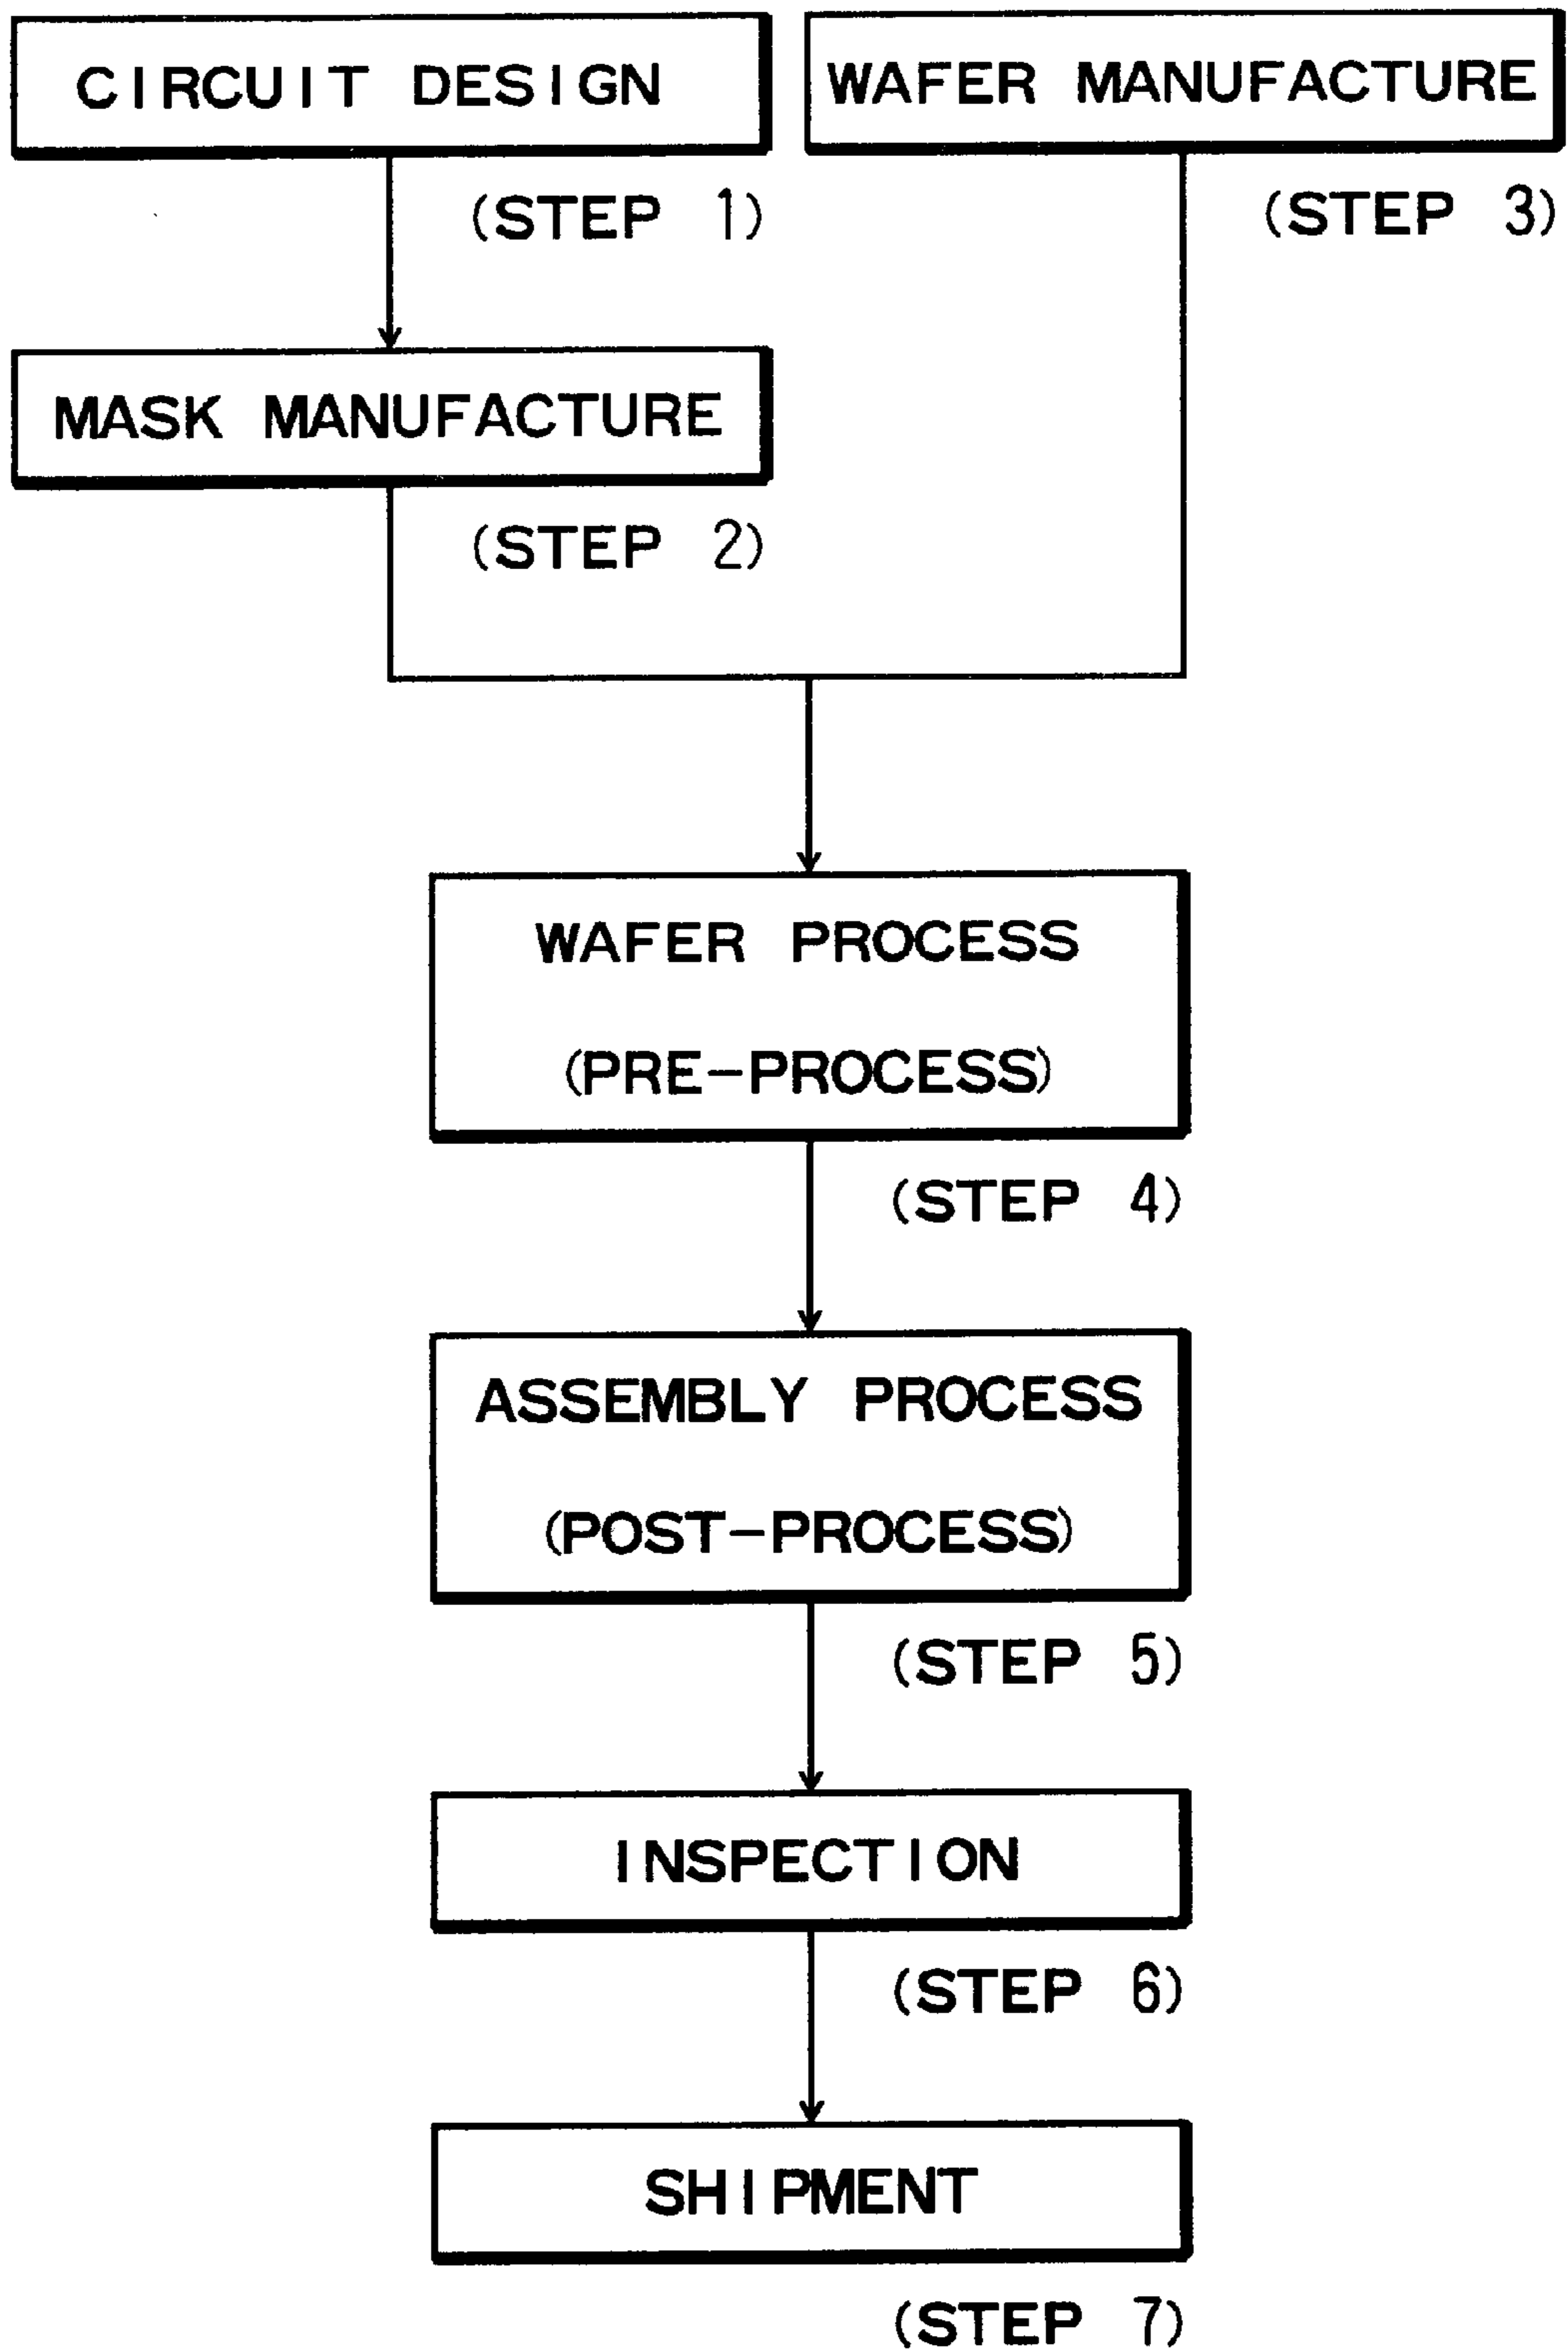 CIRCUIT DESIGN
(STEP 1)
WAFER MANUFACTURE
(STEP 3)
MASK MANUFACTURE
(STEP 2)
WAFER PROCESS
(PRE-PROCESS)
(STEP 4)
ASSEMBLY PROCESS
(POST-PROCESS)
(STEP 5)
INSPECTION
(STEP 6)
SHIPMENT
(STEP 7)